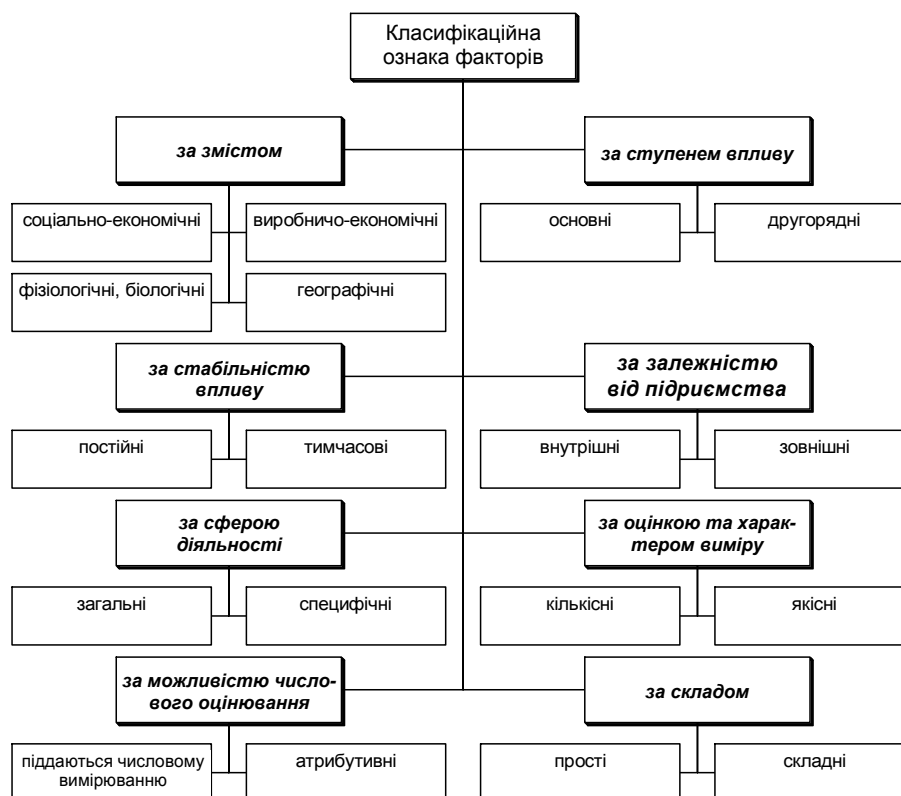 Класифікаційна
ознака факторів
за змістом
за ступенем впливу
соціально-економічні
виробничо-економічні
основні
другорядні
фізіологічні, біологічні
географічні
за стабільністю
впливу
за залежністю
від підриємства
постійні
тимчасові
внутрішні
зовнішні
за сферою
діяльності
за оцінкою та харак-
тером виміру
загальні
специфічні
кількісні
якісні
за можливістю число-
вого оцінювання
за складом
піддаються числовому
вимірюванню
атрибутивні
прості
складні